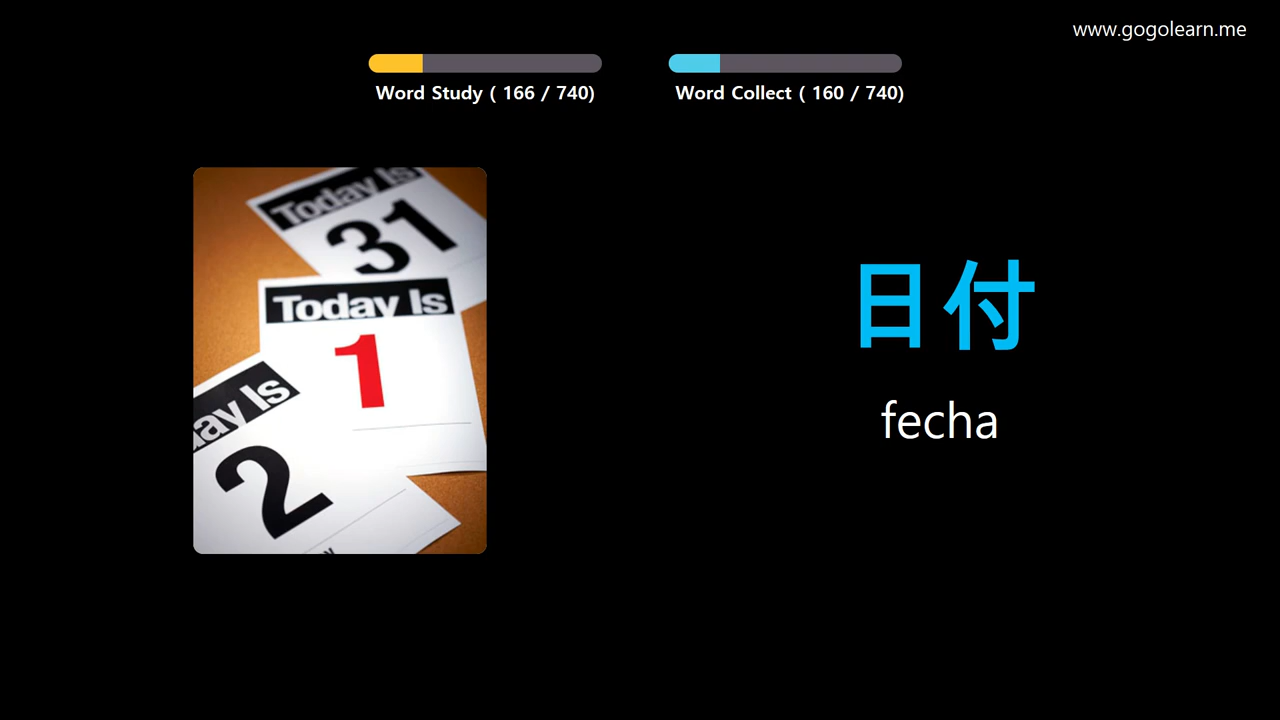 www.gogolearn.me
Word Study ( 166 / 740)
Word Collect ( 160 / 740)
Today Is
31
Today Is
1
ay Is
2
日付
fecha